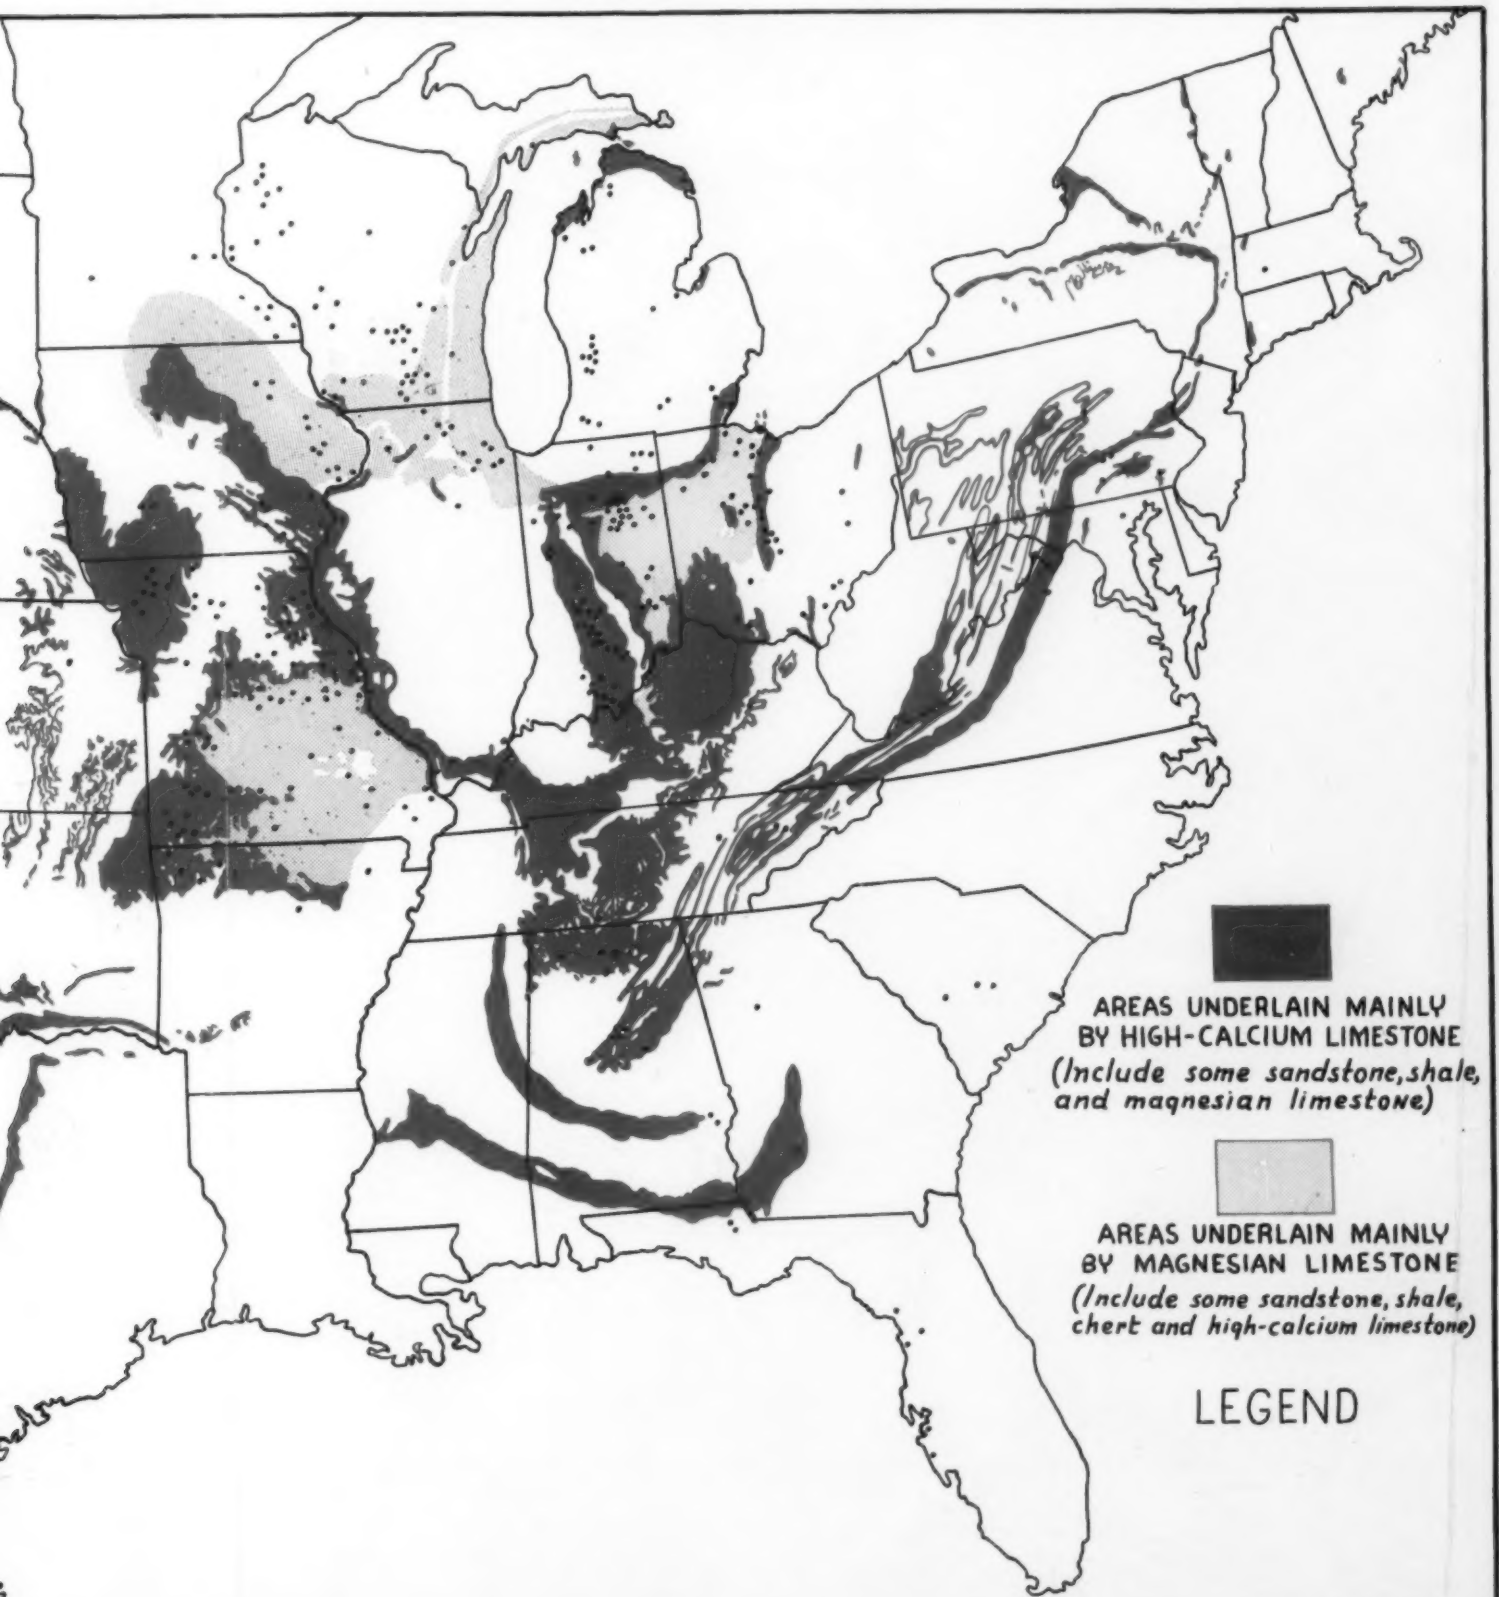 AREAS UNDERLAIN MAINLY
BY HIGH-CALCIUM LIMESTONE
(Include some sandstone, shale,
and magnesian limestone)
AREAS UNDERLAIN MAINLY
BY MAGNESIAN LIMESTONE
(Include some sandstone, shale,
chert and high-calcium limestone)
LEGEND